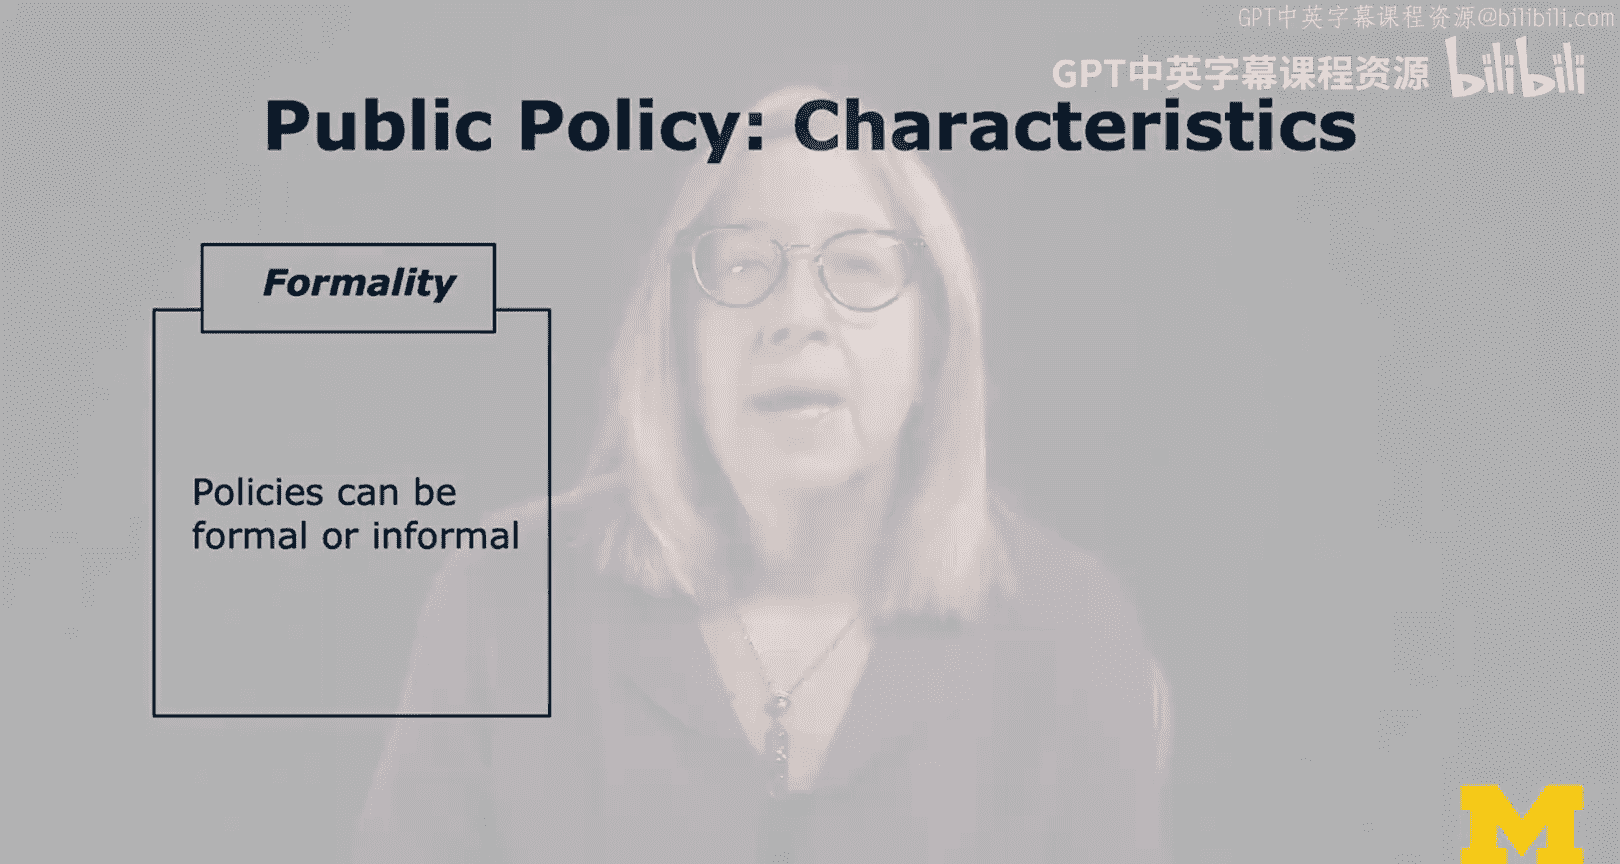 GPT中英字幕课程资源@bilibili.com
GPT中英字幕课程资源 bilibili
Public Policy: Characteristics
Formality
Policies can be
formal or informal
M